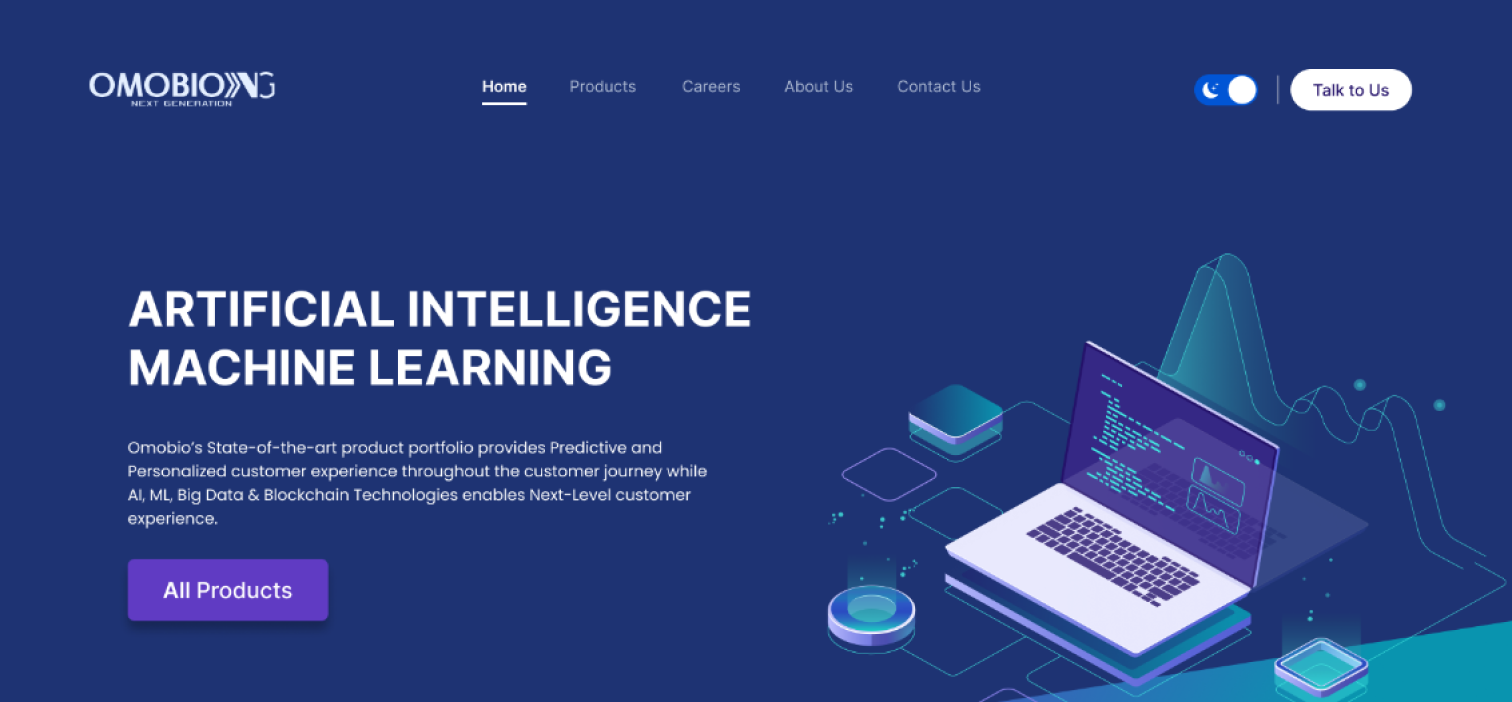 OMOBIO NG
NEXT GENERATION
Home
Products
Careers
About Us
Contact Us
Talk to Us
ARTIFICIAL INTELLIGENCE
MACHINE LEARNING
Omobio’s State-of-the-art product portfolio provides Predictive and
Personalized customer experience throughout the customer journey while
AI, ML, Big Data & Blockchain Technologies enables Next-Level customer
experience.
All Products